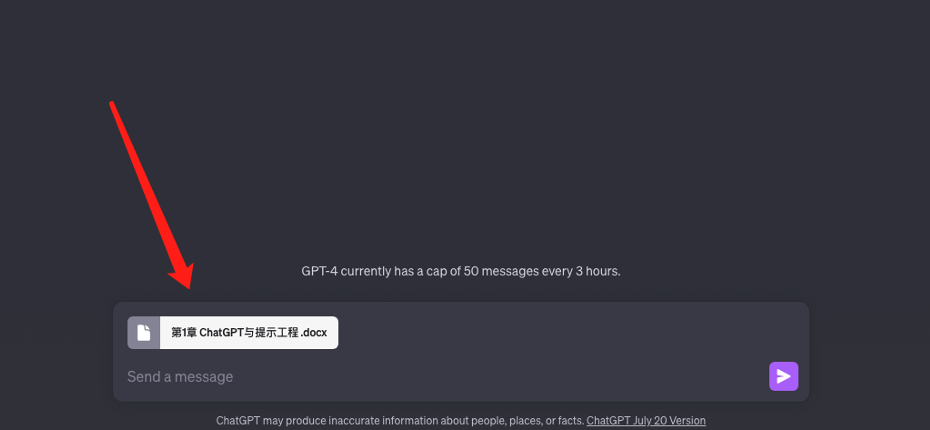 GPT-4 currently has a cap of 50 messages every 3 hours.
第1章 ChatGPT与提示工程.docx
Send a message
ChatGPT may produce inaccurate information about people, places, or facts. ChatGPT July 20 Version